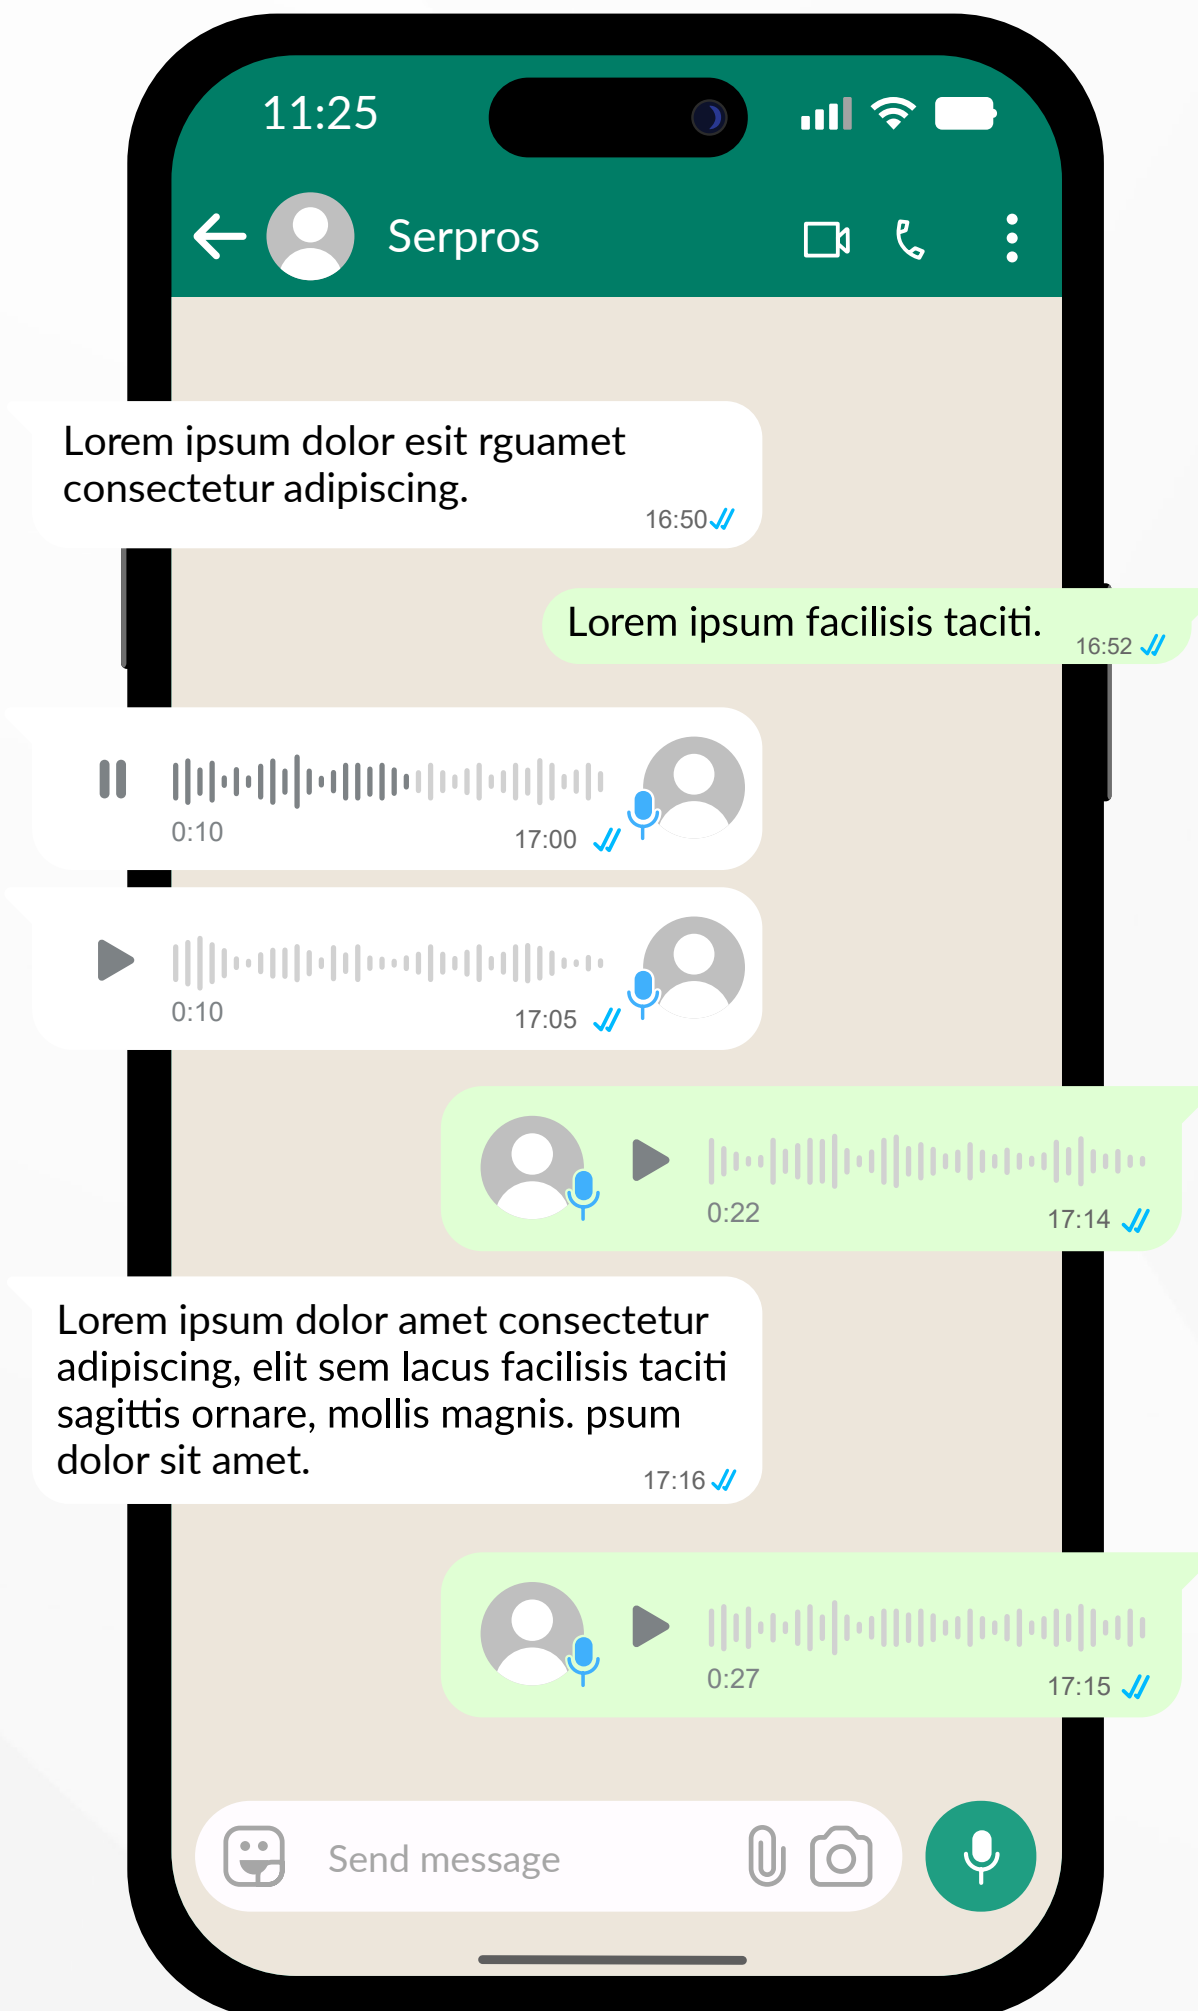 11:25
Serpros
Lorem ipsum dolor esit rguamet
consectetur adipiscing.
16:50
Lorem ipsum facilisis taciti.
16:52
0:10
17:00
0:10
17:05
0:22
17:14
Lorem ipsum dolor amet consectetur
adipiscing, elit sem lacus facilisis taciti
sagittis ornare, mollis magnis. psum
dolor sit amet.
17:16
0:27
17:15
Send message